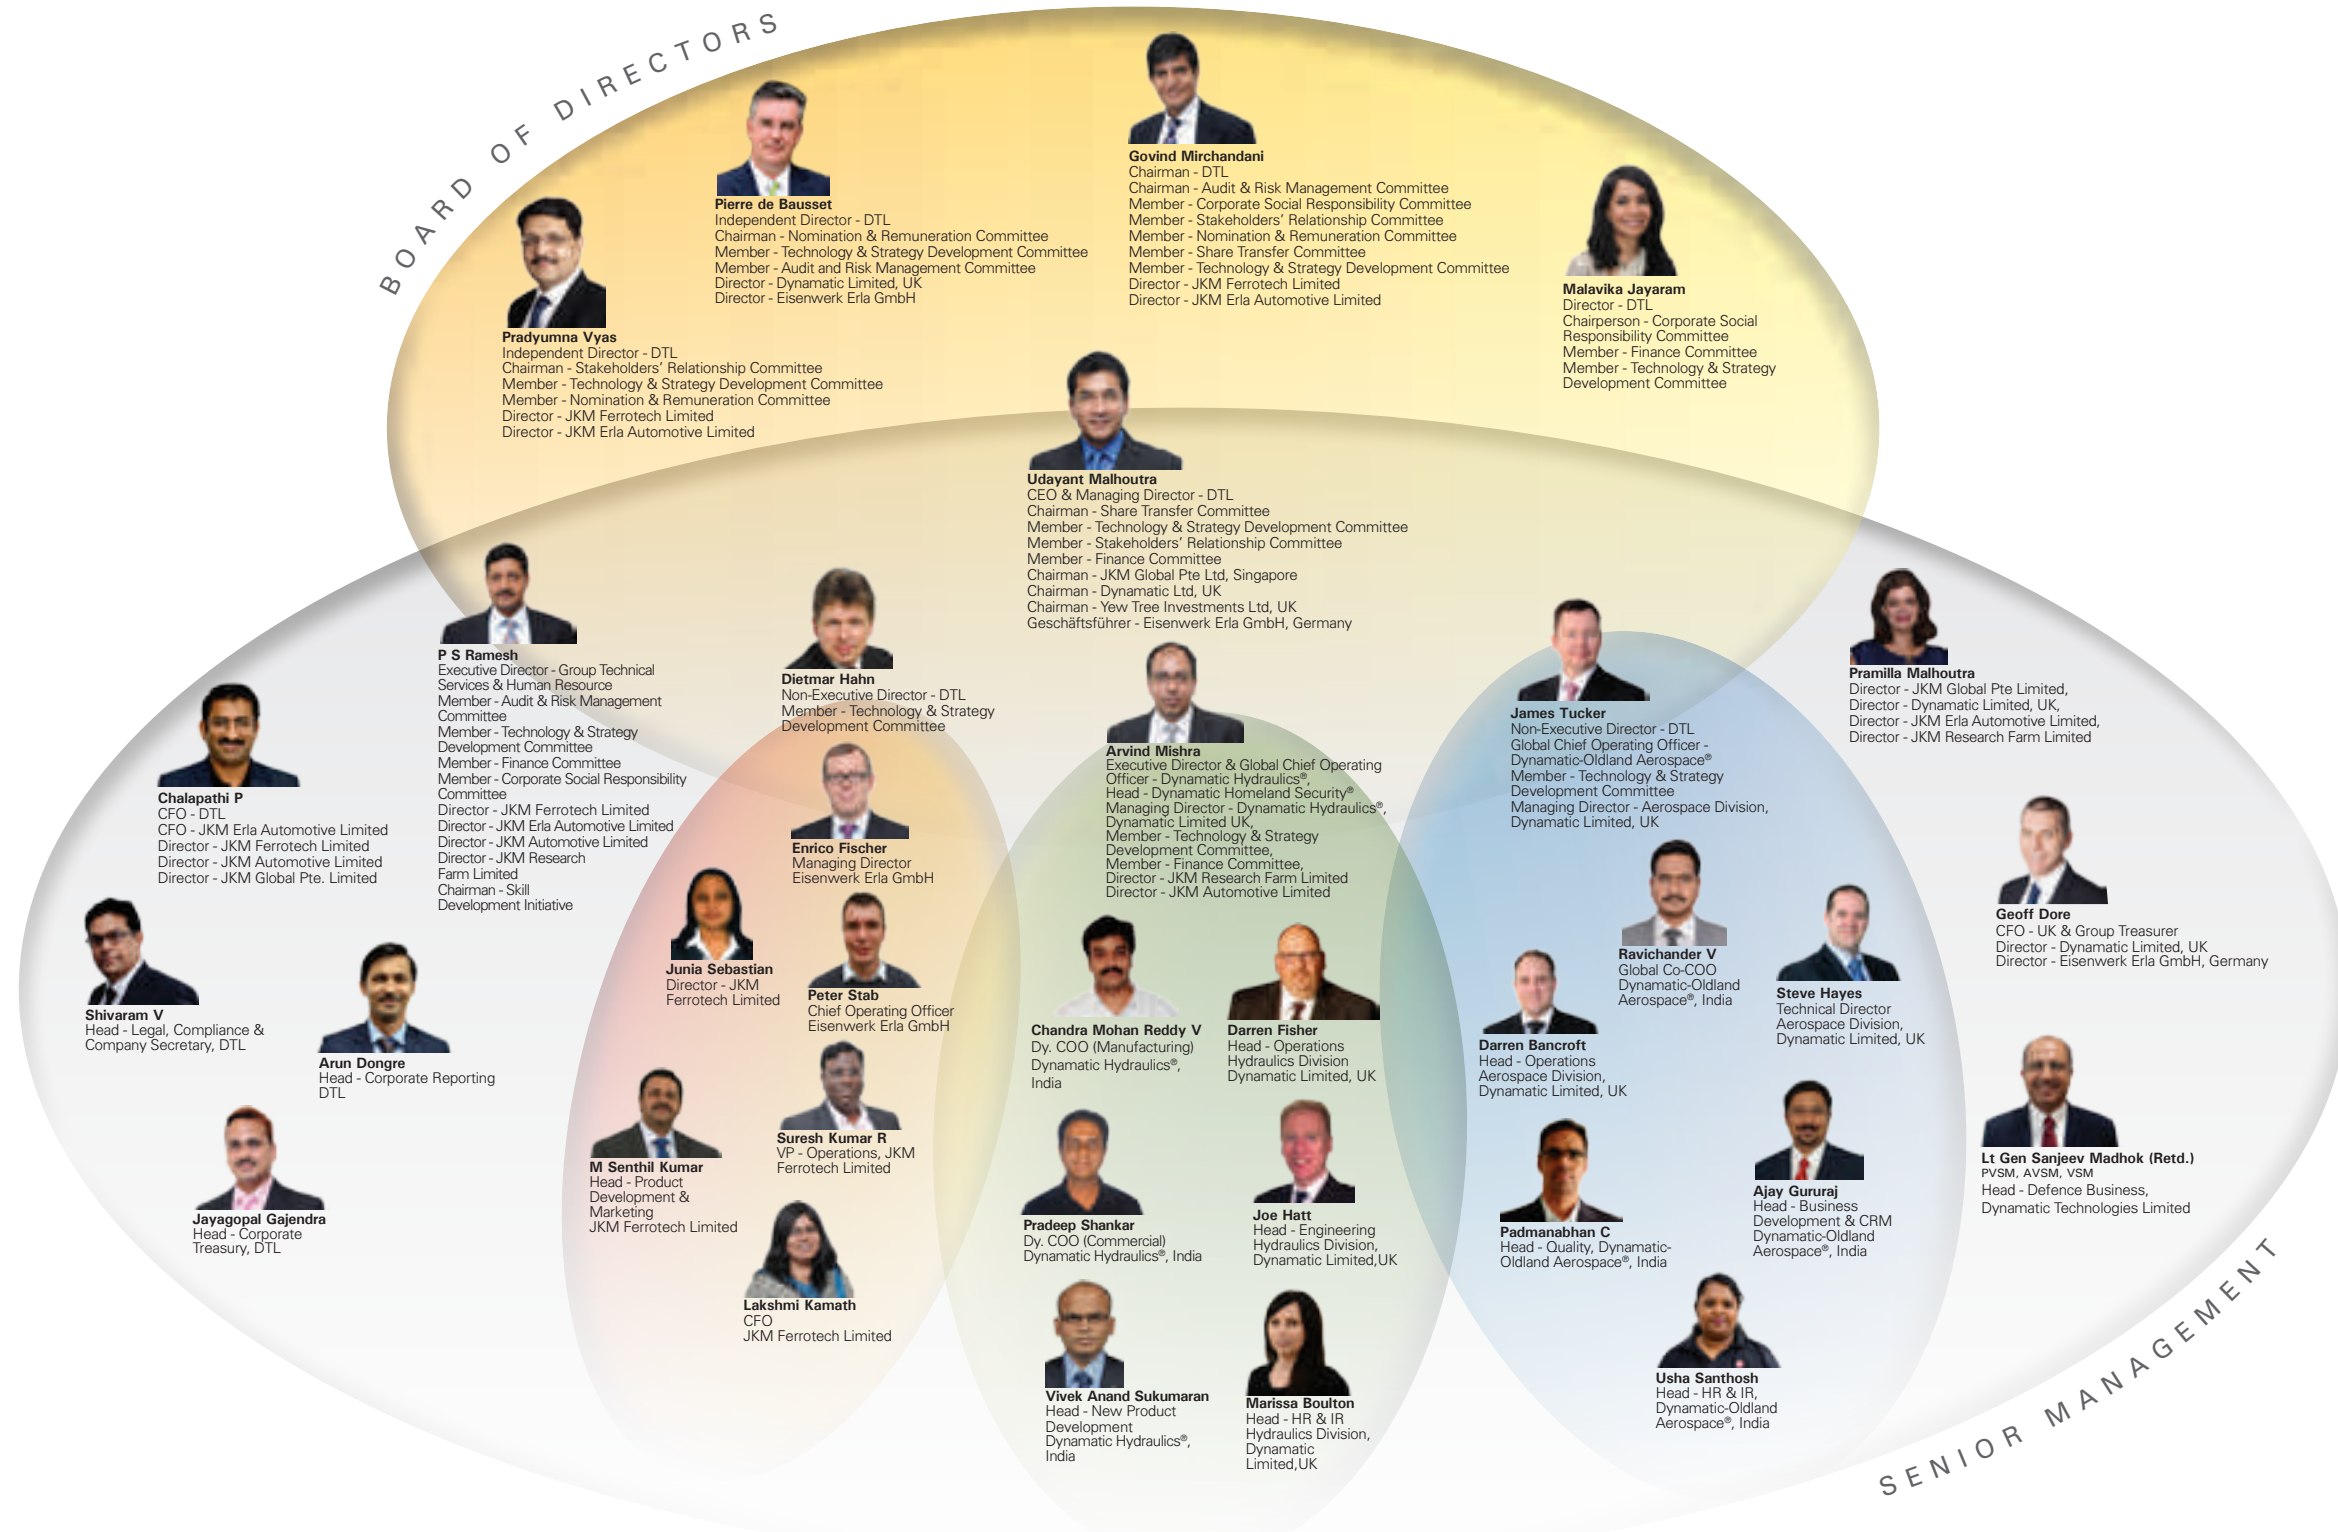 BOARD OF DIRECTORS
Govind Mirchandani
Chairman - DTL
Chairman - Audit & Risk Management Committee
Member - Corporate Social Responsibility Committee
Member - Stakeholders’ Relationship Committee
Member - Nomination & Remuneration Committee
Member - Share Transfer Committee
Member - Technology & Strategy Development Committee
Director - JKM Ferrotech Limited
Director - JKM Erla Automotive Limited
Pierre de Bausset
Independent Director - DTL
Chairman - Nomination & Remuneration Committee
Member - Technology & Strategy Development Committee
Member - Audit and Risk Management Committee
Director - Dynamatic Limited, UK
Director - Eisenwerk Erla GmbH
Malavika Jayaram
Director - DTL
Chairperson - Corporate Social
Responsibility Committee
Member - Finance Committee
Member - Technology & Strategy
Development Committee
Pradyumna Vyas
Independent Director - DTL
Chairman - Stakeholders’ Relationship Committee
Member - Technology & Strategy Development Committee
Member - Nomination & Remuneration Committee
Director - JKM Ferrotech Limited
Director - JKM Erla Automotive Limited
Udayant Malhoutra
CEO & Managing Director - DTL
Chairman - Share Transfer Committee
Member - Technology & Strategy Development Committee
Member - Stakeholders’ Relationship Committee
Member - Finance Committee
Chairman - JKM Global Pte Ltd, Singapore
Chairman - Dynamatic Ltd, UK
Chairman - Yew Tree Investments Ltd, UK
Geschäftsführer - Eisenwerk Erla GmbH, Germany
P S Ramesh
Executive Director - Group Technical
Services & Human Resource
Member - Audit & Risk Management
Committee
Member - Technology & Strategy
Development Committee
Member - Finance Committee
Member - Corporate Social Responsibility
Committee
Director - JKM Ferrotech Limited
Director - JKM Erla Automotive Limited
Director - JKM Automotive Limited
Director - JKM Research
Farm Limited
Chairman - Skill
Development Initiative
Dietmar Hahn
Non-Executive Director - DTL
Member - Technology & Strategy
Development Committee
Arvind Mishra
Executive Director & Global Chief Operating
Officer - Dynamatic Hydraulics®,
Head - Dynamatic Homeland Security®
Managing Director - Dynamatic Hydraulics®,
Dynamatic Limited UK,
Member - Technology & Strategy
Development Committee,
Member - Finance Committee,
Director - JKM Research Farm Limited
Director - JKM Automotive Limited
James Tucker
Non-Executive Director - DTL
Global Chief Operating Officer -
Dynamatic-Oldland Aerospace®
Member - Technology & Strategy
Development Committee
Managing Director - Aerospace Division,
Dynamatic Limited, UK
Pramilla Malhoutra
Director - JKM Global Pte Limited,
Director - Dynamatic Limited, UK,
Director - JKM Erla Automotive Limited,
Director - JKM Research Farm Limited
Chalapathi P
CFO - DTL
CFO - JKM Erla Automotive Limited
Director - JKM Ferrotech Limited
Director - JKM Automotive Limited
Director - JKM Global Pte. Limited
Enrico Fischer
Managing Director
Eisenwerk Erla GmbH
Geoff Dore
CFO - UK & Group Treasurer
Director - Dynamatic Limited, UK
Director - Eisenwerk Erla GmbH, Germany
Shivaram V
Head - Legal, Compliance &
Company Secretary, DTL
Arun Dongre
Head - Corporate Reporting
DTL
Jayagopal Gajendra
Head - Corporate
Treasury, DTL
Junia Sebastian
Director - JKM
Ferrotech Limited
Peter Stab
Chief Operating Officer
Eisenwerk Erla GmbH
M Senthil Kumar
Head - Product
Development &
Marketing
JKM Ferrotech Limited
Suresh Kumar R
VP - Operations, JKM
Ferrotech Limited
Lakshmi Kamath
CFO
JKM Ferrotech Limited
Chandra Mohan Reddy V
Dy. COO (Manufacturing)
Dynamatic Hydraulics®,
India
Darren Fisher
Head - Operations
Hydraulics Division
Dynamatic Limited, UK
Pradeep Shankar
Dy. COO (Commercial)
Dynamatic Hydraulics®, India
Joe Hatt
Head - Engineering
Hydraulics Division,
Dynamatic Limited,UK
Vivek Anand Sukumaran
Head - New Product
Development
Dynamatic Hydraulics®,
India
Marissa Boulton
Head - HR & IR
Hydraulics Division,
Dynamatic
Limited,UK
Ravichander V
Global Co-COO
Dynamatic-Oldland
Aerospace®, India
Steve Hayes
Technical Director
Aerospace Division,
Dynamatic Limited, UK
Darren Bancroft
Head - Operations
Aerospace Division,
Dynamatic Limited, UK
Padmanabhan C
Head - Quality, Dynamatic-
Oldland Aerospace®, India
Ajay Gururaj
Head - Business
Development & CRM
Dynamatic-Oldland
Aerospace®, India
Usha Santhosh
Head - HR & IR,
Dynamatic-Oldland
Aerospace®, India
Lt Gen Sanjeev Madhok (Retd.)
PVSM, AVSM, VSM
Head - Defence Business,
Dynamatic Technologies Limited
SENIOR MANAGEMENT